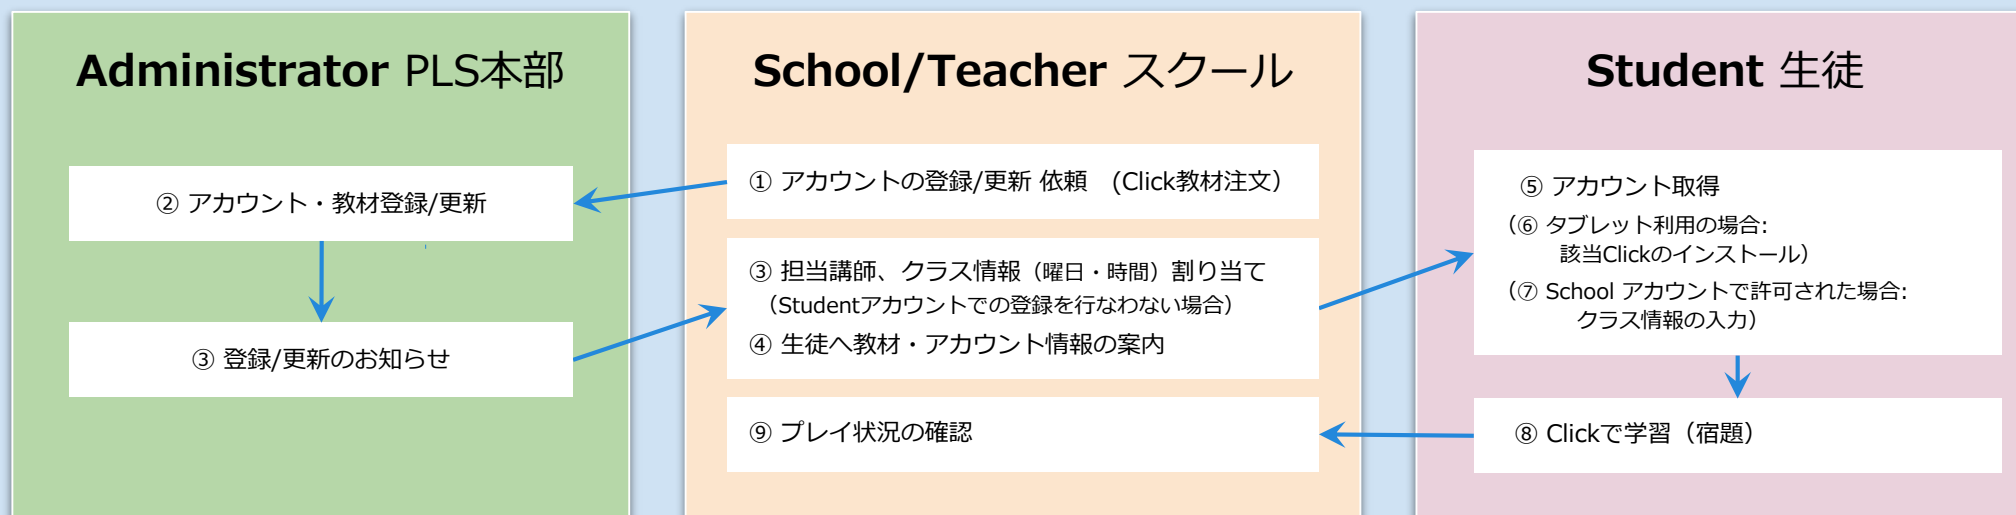 Administrator PLS本部
② アカウント・教材登録/更新
③ 登録/更新のお知らせ
School/Teacher スクール
① アカウントの登録/更新 依頼　(Click教材注文）
③ 担当講師、クラス情報（曜日・時間）割り当て
（Studentアカウントでの登録を行なわない場合）
④ 生徒へ教材・アカウント情報の案内
⑨ プレイ状況の確認
Student 生徒
⑤ アカウント取得
（⑥ タブレット利用の場合:
該当Clickのインストール）
（⑦ School アカウントで許可された場合:
クラス情報の入力）
⑧ Clickで学習（宿題）